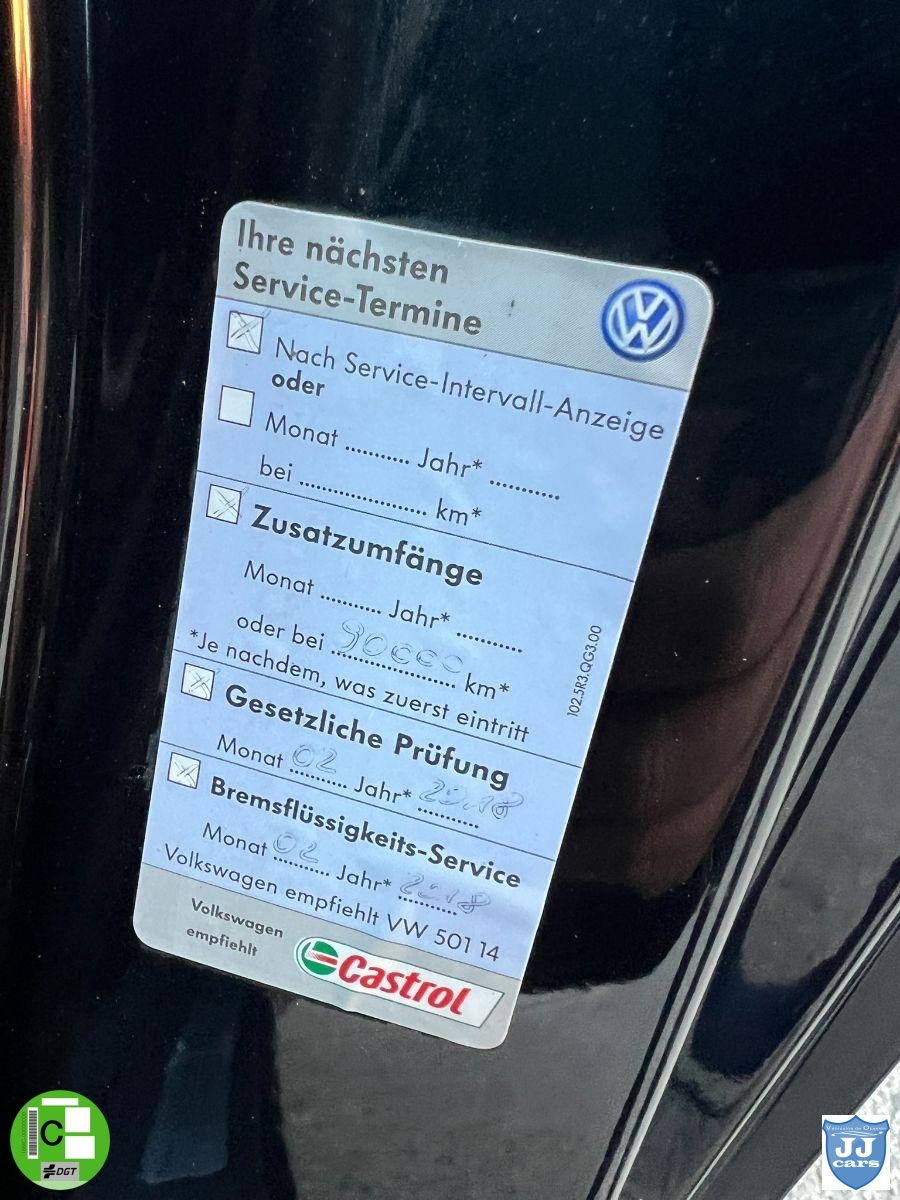 Ihre nächsten
Service-Termine
Nach Service-Intervall-Anzeige
oder
Monat ........... Jahr* ............
bei ...................... km*
Zusatzumfänge
Monat ........... Jahr* ............
oder bei 90000 km*
*Je nachdem, was zuerst eintritt
102.5R3.QG3.00
Gesetzliche Prüfung
Monat 02 Jahr* 2018
Bremsflüssigkeits-Service
Monat 02 Jahr* 2018
Volkswagen empfiehlt VW 501 14
Volkswagen
empfiehlt
Castrol
C
DGT
JJ
cars